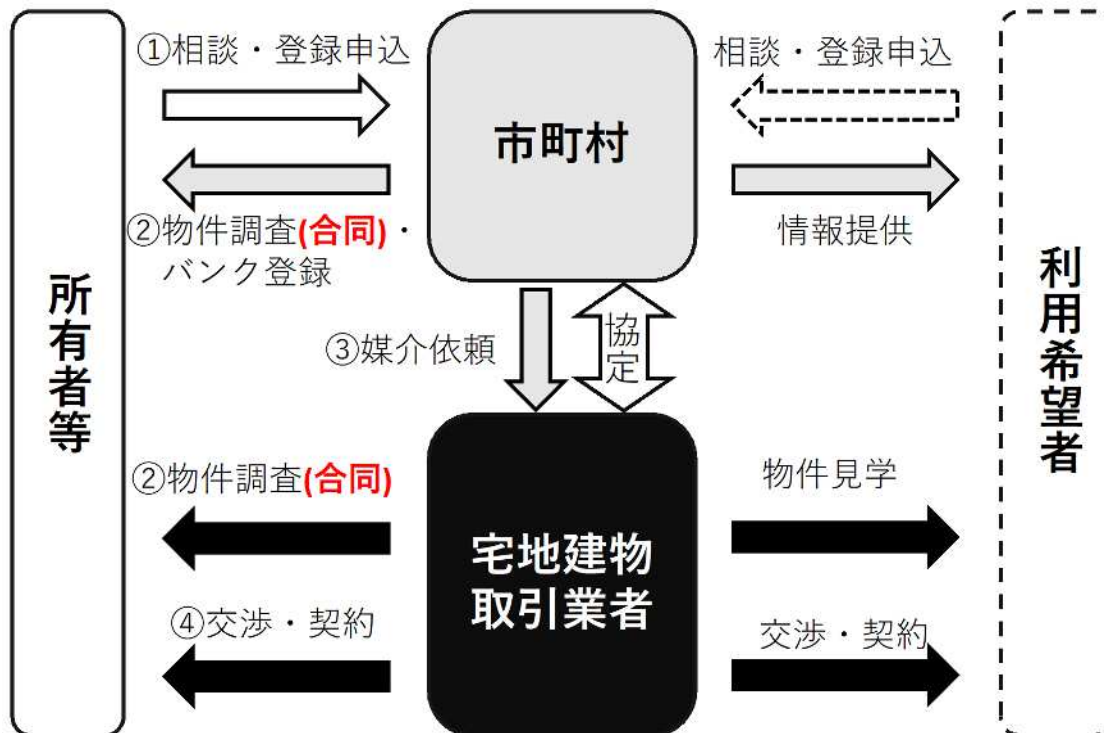 ①相談・登録申込
相談・登録申込
市町村
②物件調査(合同)・
バンク登録
情報提供
所有者等
利用希望者
③媒介依頼
協定
②物件調査(合同)
物件見学
宅地建物
取引業者
④交渉・契約
交渉・契約